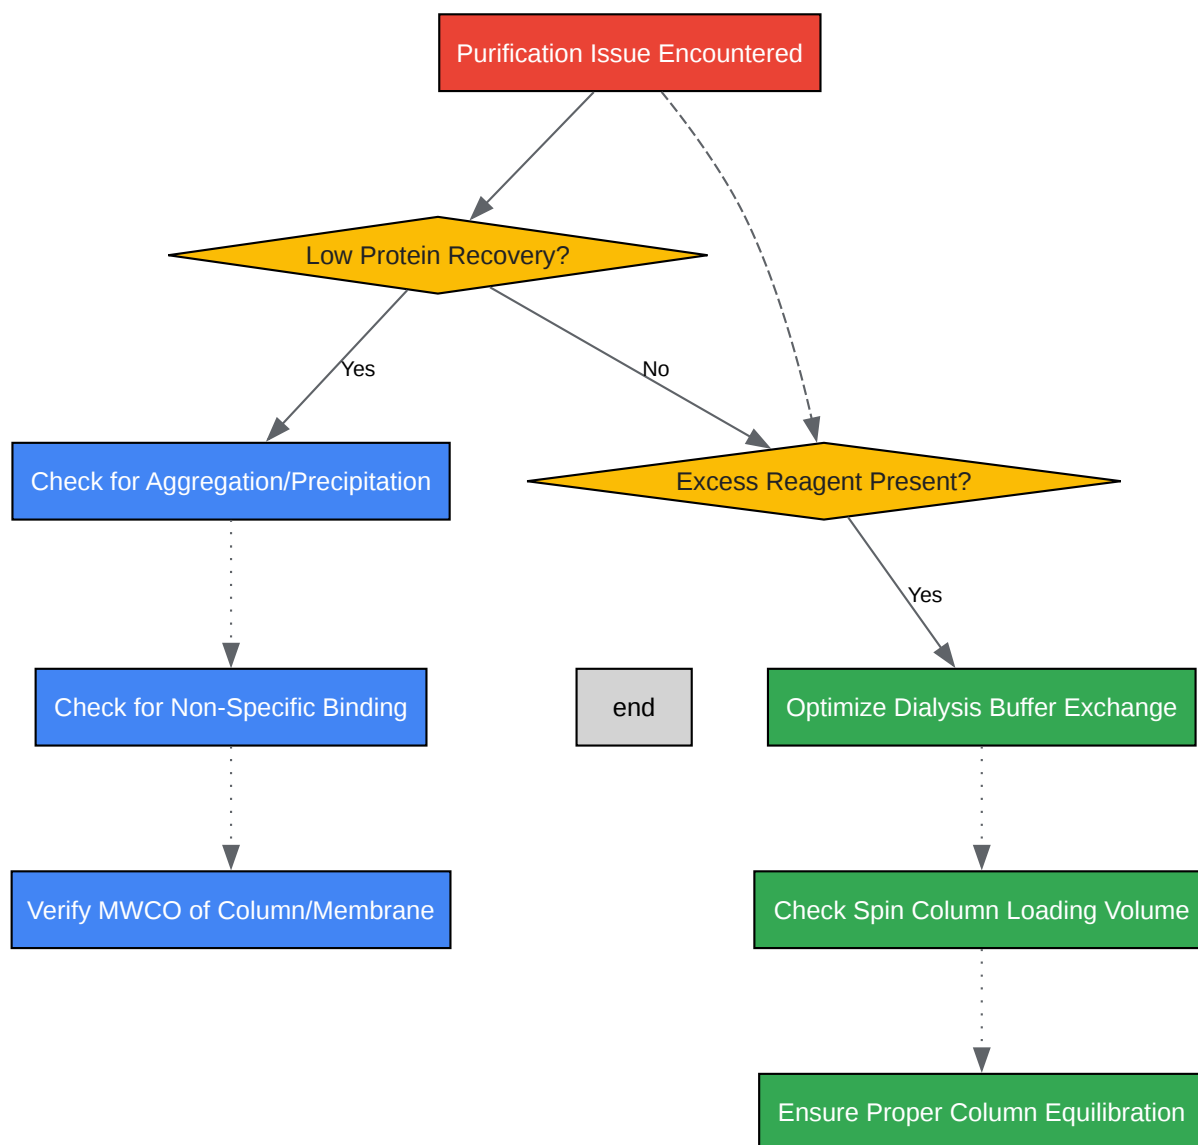 Purification Issue Encountered
Low Protein Recovery?
Yes
No
Check for Aggregation/Precipitation
Excess Reagent Present?
Yes
Check for Non-Specific Binding
end
Optimize Dialysis Buffer Exchange
Verify MWCO of Column/Membrane
Check Spin Column Loading Volume
Ensure Proper Column Equilibration